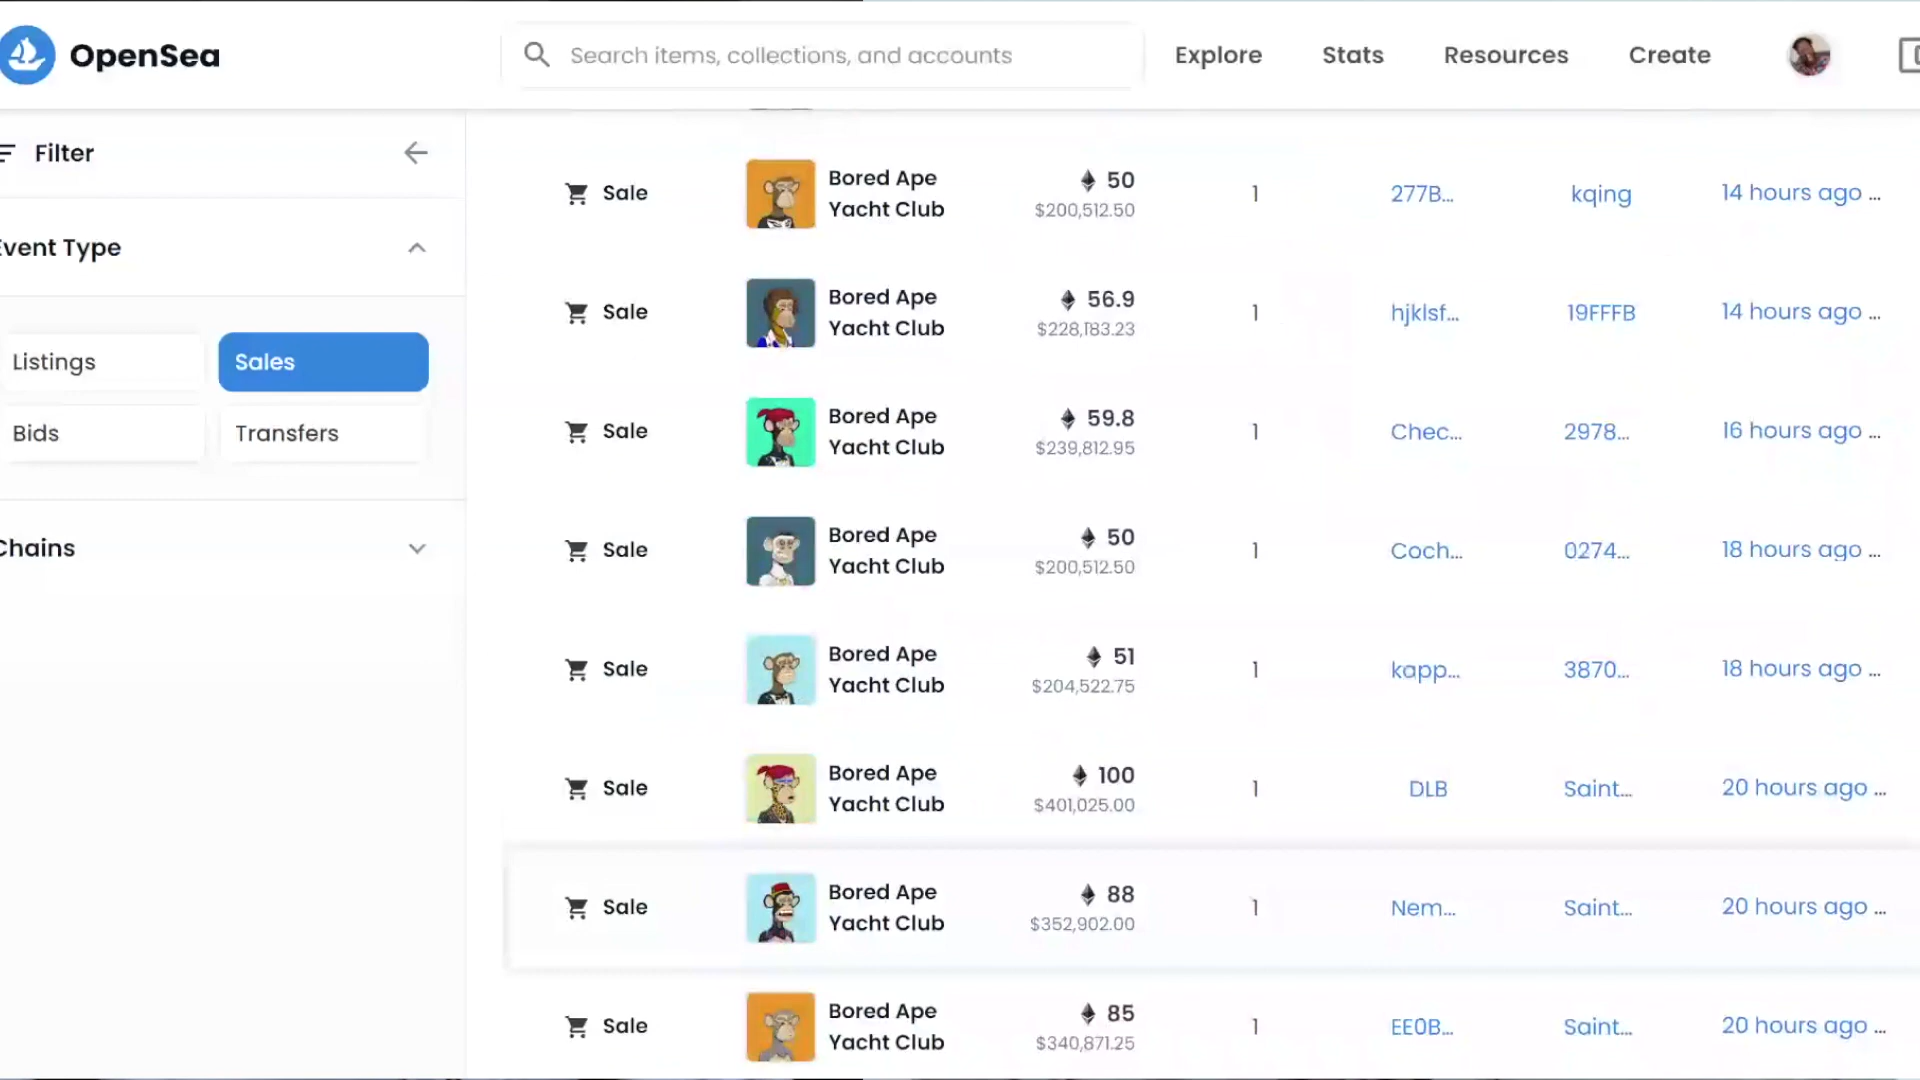 OpenSea
Search items, collections, and accounts
Explore
Stats
Resources
Create
Filter
Event Type
Listings
Sales
Bids
Transfers
Chains
Sale
Bored Ape
Yacht Club
50
$200,512.50
1
277B...
kqing
14 hours ago ...
Sale
Bored Ape
Yacht Club
56.9
$228,183.23
1
hjklsf...
19FFFB
14 hours ago ...
Sale
Bored Ape
Yacht Club
59.8
$239,812.95
1
Chec...
2978...
16 hours ago ...
Sale
Bored Ape
Yacht Club
50
$200,512.50
1
Coch...
0274...
18 hours ago ...
Sale
Bored Ape
Yacht Club
51
$204,522.75
1
kapp...
3870...
18 hours ago ...
Sale
Bored Ape
Yacht Club
100
$401,025.00
1
DLB
Saint...
20 hours ago ...
Sale
Bored Ape
Yacht Club
88
$352,902.00
1
Nem...
Saint...
20 hours ago ...
Sale
Bored Ape
Yacht Club
85
$340,871.25
1
EE0B...
Saint...
20 hours ago ...